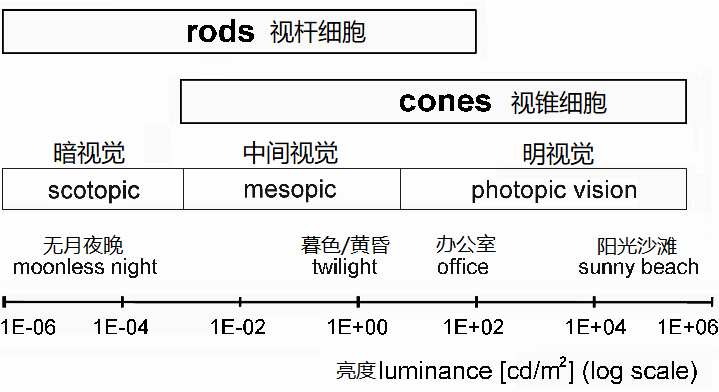 rods 视杆细胞
cones 视锥细胞
暗视觉 中间视觉 明视觉
scotopic mesopic photopic vision
无月夜晚 暮色/黄昏 办公室 阳光沙滩
moonless night twilight office sunny beach
1E-06 1E-04 1E-02 1E+00 1E+02 1E+04 1E+06
亮度luminance [cd/m²] (log scale)